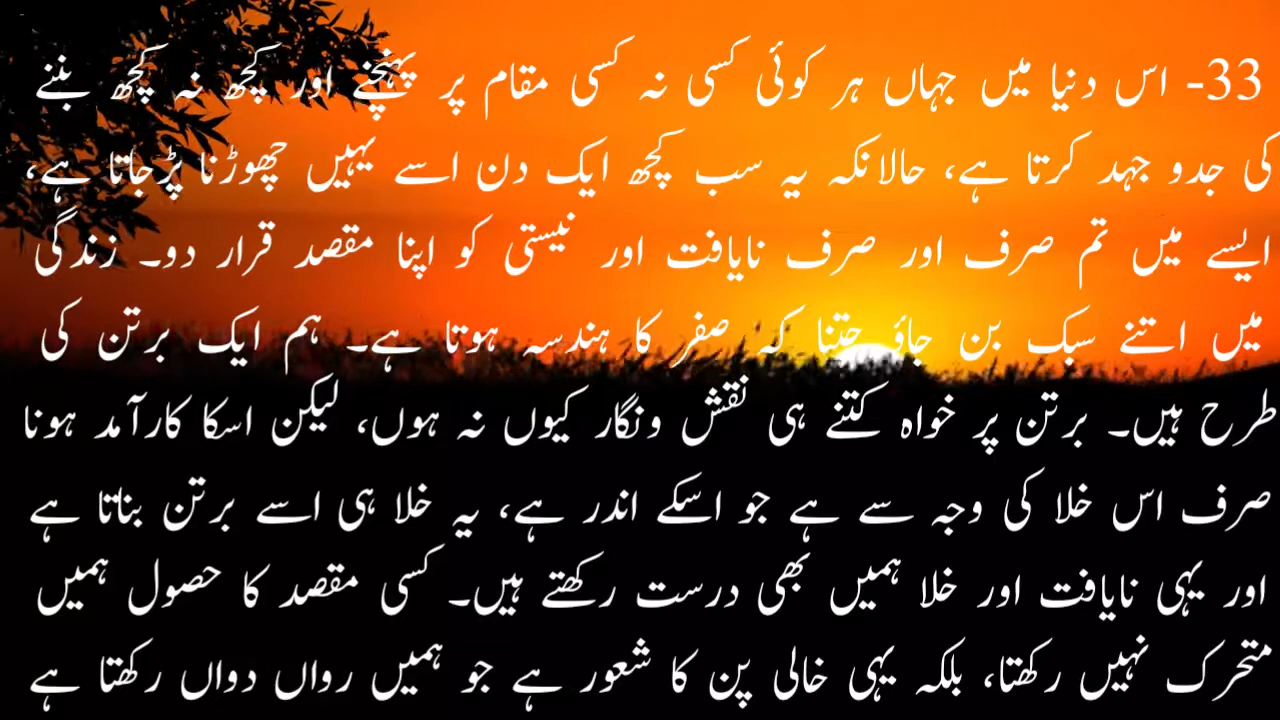 33- اس دنیا میں جہاں ہر کوئی کسی نہ کسی مقام پر پہنچنے اور کچھ نہ کچھ بننے
کی جدو جہد کرتا ہے، حالانکہ یہ سب کچھ ایک دن اسے یہیں چھوڑنا پڑجاتا ہے،
ایسے میں تم صرف اور صرف نایافت اور نیستی کو اپنا مقصد قرار دو۔ زندگی
میں اتنے سبک بن جاؤ جتنا کہ صفر کا ہندسہ ہوتا ہے۔ ہم ایک برتن کی
طرح ہیں۔ برتن پر خواہ کتنے ہی نقش ونگار کیوں نہ ہوں، لیکن اسکا کارآمد ہونا
صرف اس خلا کی وجہ سے ہے جو اسکے اندر ہے، یہ خلا ہی اسے برتن بناتا ہے
اور یہی نایافت اور خلا ہمیں بھی درست رکھتے ہیں۔ کسی مقصد کا حصول ہمیں
متحرک نہیں رکھتا، بلکہ یہی خالی پن کا شعور ہے جو ہمیں رواں دواں رکھتا ہے